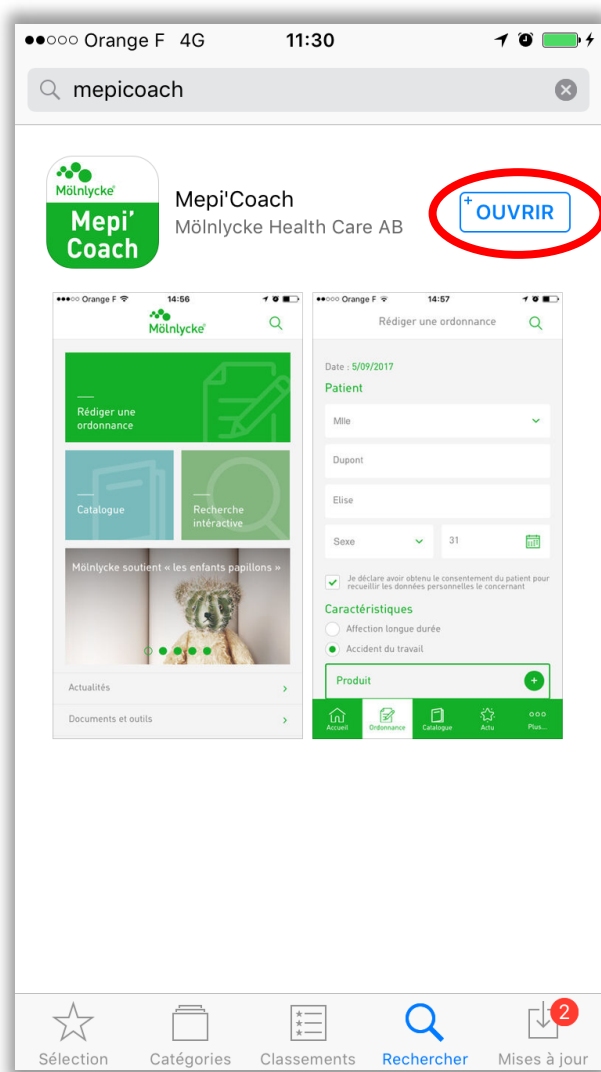 Orange F 4G 11:30
mepicoach
Mölnlycke®
Mepi’
Coach
Mepi'Coach
Mölnlycke Health Care AB
+
OUVRIR
Orange F 14:56
Mölnlycke®
Rédiger une
ordonnance
Catalogue
Recherche
intéractive
Mölnlycke soutient « les enfants papillons »
Actualités
Documents et outils
Orange F 14:57
Rédiger une ordonnance
Date : 5/09/2017
Patient
Mlle
Dupont
Elise
Sexe 31
Je déclare avoir obtenu le consentement du patient pour
recueillir les données personnelles le concernant
Caractéristiques
Affection longue durée
Accident du travail
Produit +
Accueil Ordonnance Catalogue Actu Plus...
2
Sélection Catégories Classements Rechercher Mises à jour